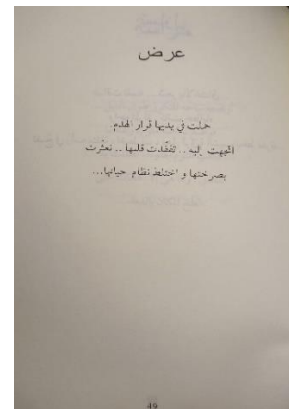 عرض
حملت في يديها قرار الهدم.
اتجهت إليه .. تفقدت قلبها .. تعثرت
بصرختها و اختلط نظام حياتها...
49